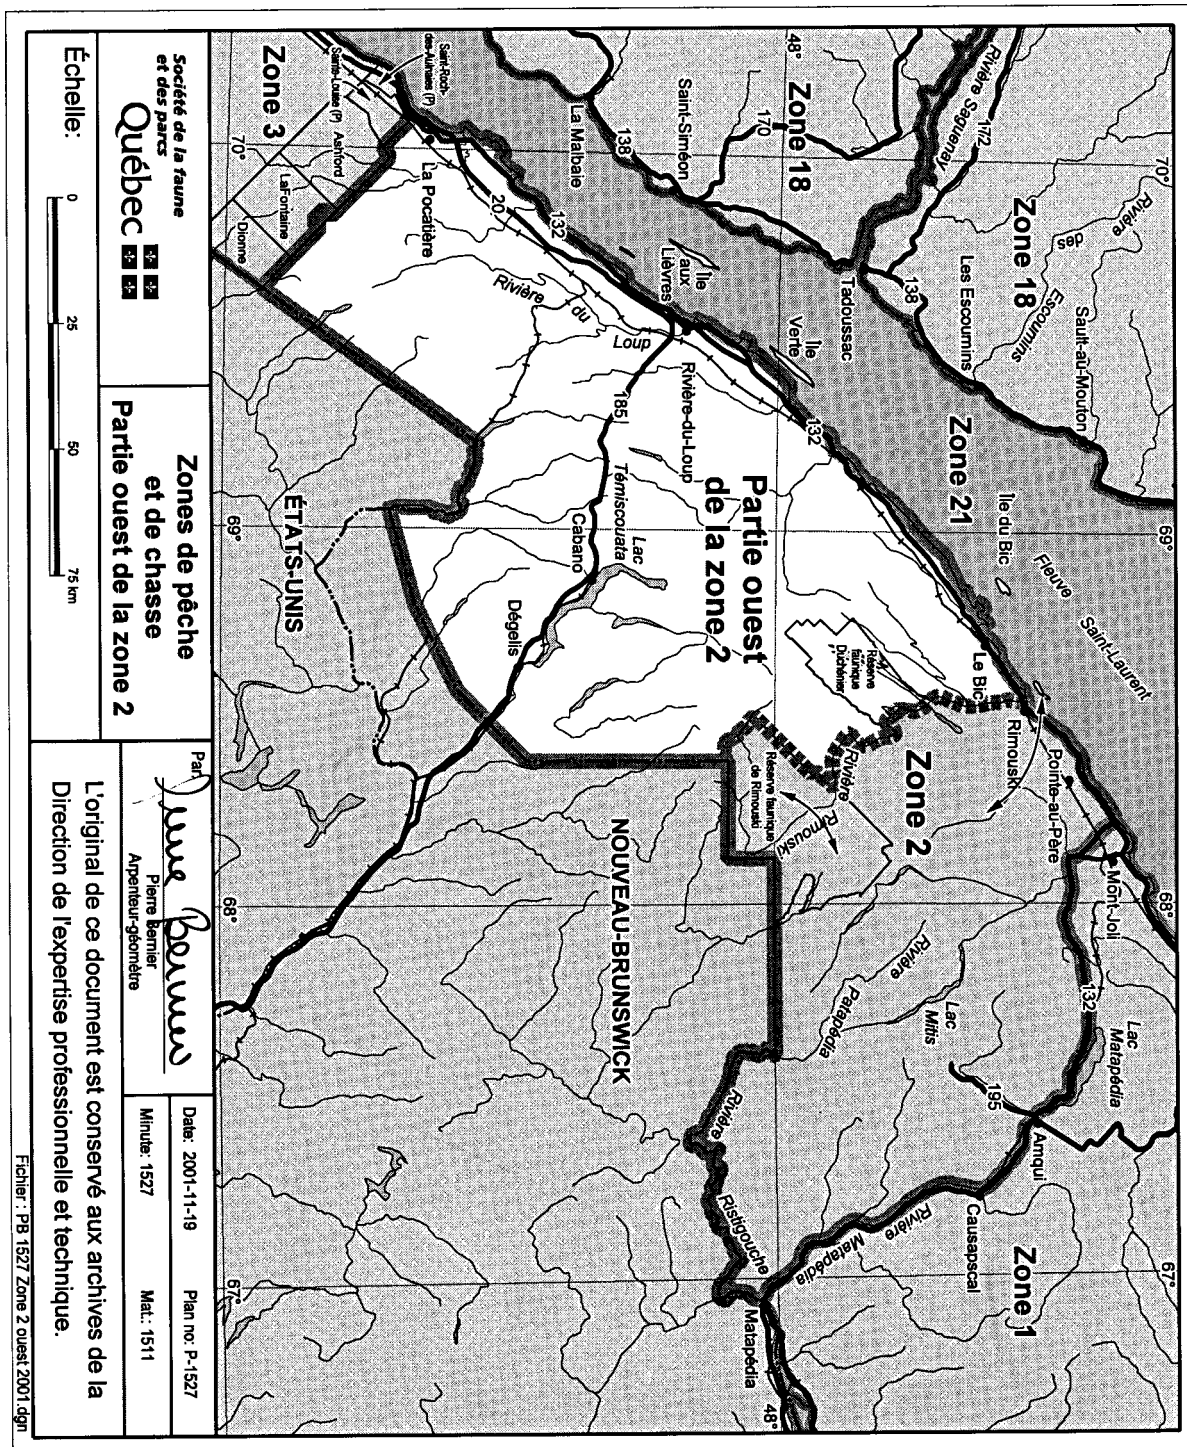 70°
69°
68°
67°
Rivière Saguenay
172
Zone 18
Rivière
des
Escoumins
Sault-au-Mouton
Les Escoumins
138
48°
Zone 18
170
Saint-Siméon
138
La Malbaie
Tadoussac
Zone 21
Île du Bic
Fleuve
Saint-Laurent
Île
Verte
Île
aux
Lièvres
132
Rivière-du-Loup
Le Bic
Rimouski
Pointe-au-Père
Mont-Joli
132
Lac
Matapédia
195
Amqui
Causapscal
Zone 1
Rivière
Matapédia
Lac
Mitis
Rivière
Patapédia
Zone 2
Réserve
faunique
Duchénier
Rivière
Rimouski
Réserve faunique
de Rimouski
Partie ouest
de la zone 2
132
20
Rivière
du
Loup
185
Lac
Témiscouata
Cabano
Dégelis
La Pocatière
Saint-Roch-
des-Aulnaies (P)
Sainte-Louise (P)
Ashford
LaFontaine
Dionne
Zone 3
ÉTATS-UNIS
NOUVEAU-BRUNSWICK
Rivière
Ristigouche
Matapédia
48°
70°
69°
68°
67°
Société de la faune
et des parcs
Québec
Échelle:
0
25
50
75 km
Zones de pêche
et de chasse
Partie ouest de la zone 2
Par
Pierre Bernier
Pierre Bernier
Arpenteur-géomètre
Date: 2001-11-19
Plan no: P-1527
Minute: 1527
Mat.: 1511
L'original de ce document est conservé aux archives de la
Direction de l'expertise professionnelle et technique.
Fichier : PB 1527 Zone 2 ouest 2001.dgn